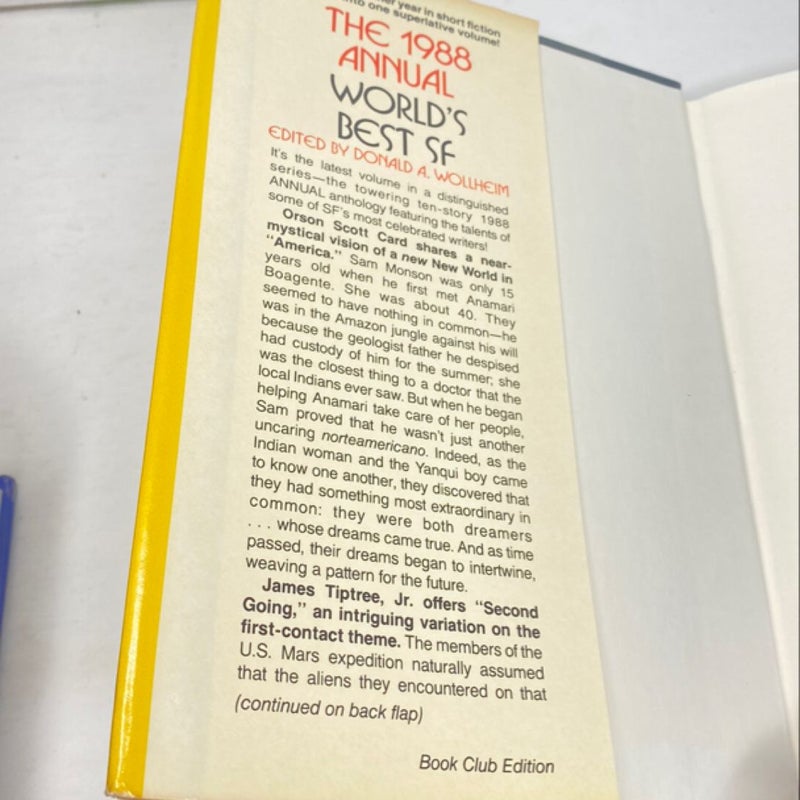 year in short fiction
into one superlative volume!
THE 1988
ANNUAL
WORLD'S
BEST SF
EDITED BY DONALD A. WOLLHEIM
It's the latest volume in a distinguished
series—the towering ten-story 1988
ANNUAL anthology featuring the talents of
some of SF's most celebrated writers!
Orson Scott Card shares a near-
mystical vision of a new New World in
"America." Sam Monson was only 15
years old when he first met Anamari
Boagente. She was about 40. They
seemed to have nothing in common—he
was in the Amazon jungle against his will
because the geologist father he despised
had custody of him for the summer; she
was the closest thing to a doctor that the
local Indians ever saw. But when he began
helping Anamari take care of her people,
Sam proved that he wasn't just another
uncaring norteamericano. Indeed, as the
Indian woman and the Yanqui boy came
to know one another, they discovered that
they had something most extraordinary in
common: they were both dreamers
. . . whose dreams came true. And as time
passed, their dreams began to intertwine,
weaving a pattern for the future.
James Tiptree, Jr. offers "Second
Going," an intriguing variation on the
first-contact theme. The members of the
U.S. Mars expedition naturally assumed
that the aliens they encountered on that
(continued on back flap)
Book Club Edition